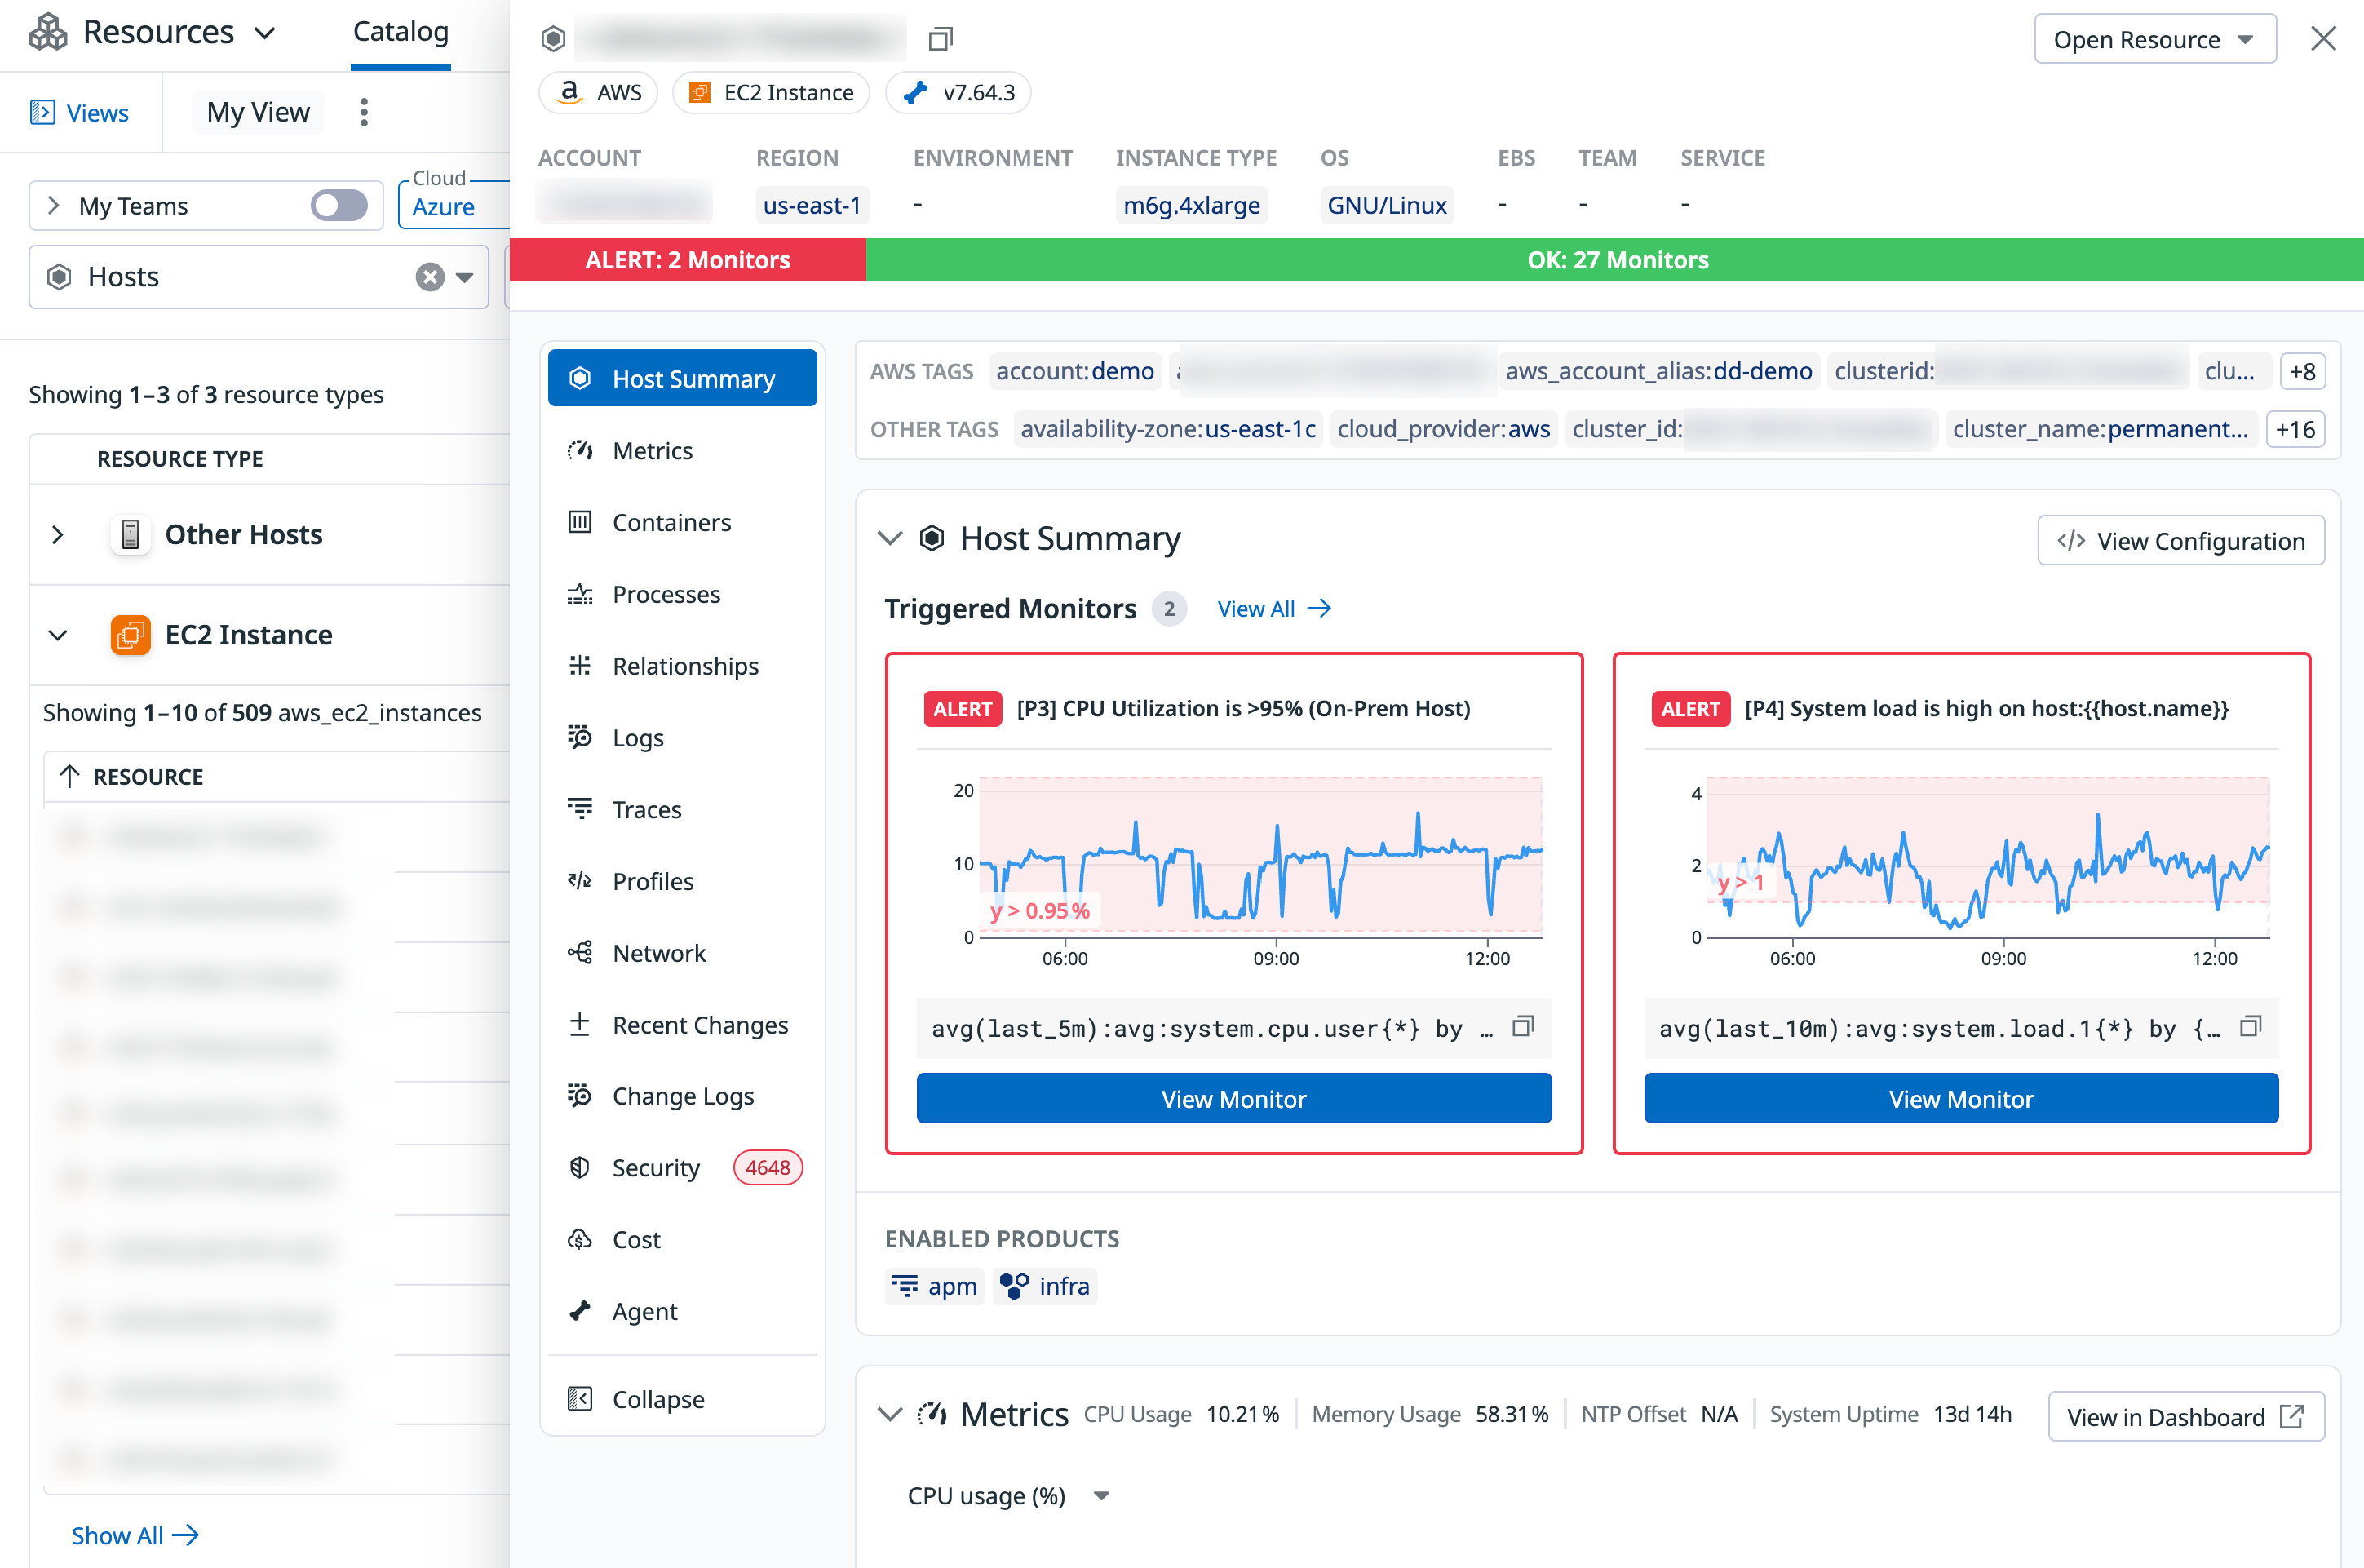 Resources
Catalog
Open Resource
AWS
EC2 Instance
v7.64.3
Views
My View
ACCOUNT
REGION
ENVIRONMENT
INSTANCE TYPE
OS
EBS
TEAM
SERVICE
us-east-1
-
m6g.4xlarge
GNU/Linux
-
-
-
My Teams
Cloud
Azure
ALERT: 2 Monitors
OK: 27 Monitors
Hosts
Showing 1–3 of 3 resource types
RESOURCE TYPE
Other Hosts
EC2 Instance
Showing 1–10 of 509 aws_ec2_instances
RESOURCE
Show All
Host Summary
Metrics
Containers
Processes
Relationships
Logs
Traces
Profiles
Network
Recent Changes
Change Logs
Security 4648
Cost
Agent
Collapse
AWS TAGS account:demo aws_account_alias:dd-demo clusterid: clu... +8
OTHER TAGS availability-zone:us-east-1c cloud_provider:aws cluster_id: cluster_name:permanent... +16
Host Summary
View Configuration
Triggered Monitors 2 View All
ALERT [P3] CPU Utilization is >95% (On-Prem Host)
20
10
0
y > 0.95%
06:00 09:00 12:00
avg(last_5m):avg:system.cpu.user{*} by …
View Monitor
ALERT [P4] System load is high on host:{{host.name}}
4
2
0
y > 1
06:00 09:00 12:00
avg(last_10m):avg:system.load.1{*} by {…
View Monitor
ENABLED PRODUCTS
apm infra
Metrics CPU Usage 10.21% Memory Usage 58.31% NTP Offset N/A System Uptime 13d 14h
View in Dashboard
CPU usage (%)